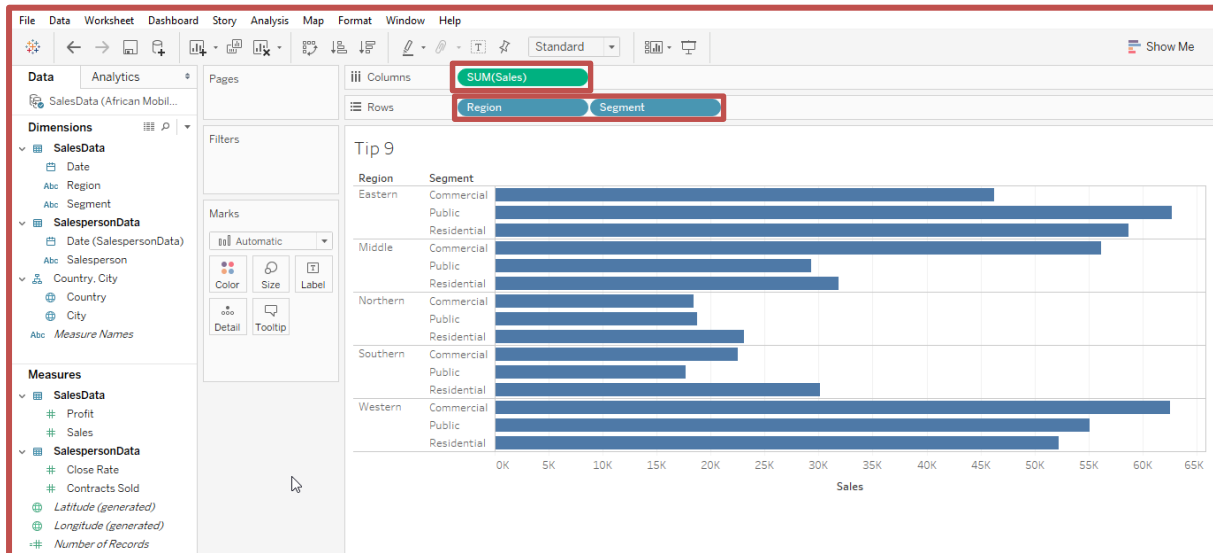 File Data Worksheet Dashboard Story Analysis Map Format Window Help
Standard
Show Me
Data Analytics
SalesData (African Mobil...
Dimensions
SalesData
Date
Abc Region
Abc Segment
SalespersonData
Date (SalespersonData)
Abc Salesperson
Country, City
Country
City
Abc Measure Names
Measures
SalesData
# Profit
# Sales
SalespersonData
# Close Rate
# Contracts Sold
Latitude (generated)
Longitude (generated)
=# Number of Records
Pages
Filters
Marks
Automatic
Color Size Label
Detail Tooltip
iii Columns SUM(Sales)
Rows Region Segment
Tip 9
Region Segment
Eastern Commercial
Public
Residential
Middle Commercial
Public
Residential
Northern Commercial
Public
Residential
Southern Commercial
Public
Residential
Western Commercial
Public
Residential
0K 5K 10K 15K 20K 25K 30K 35K 40K 45K 50K 55K 60K 65K
Sales